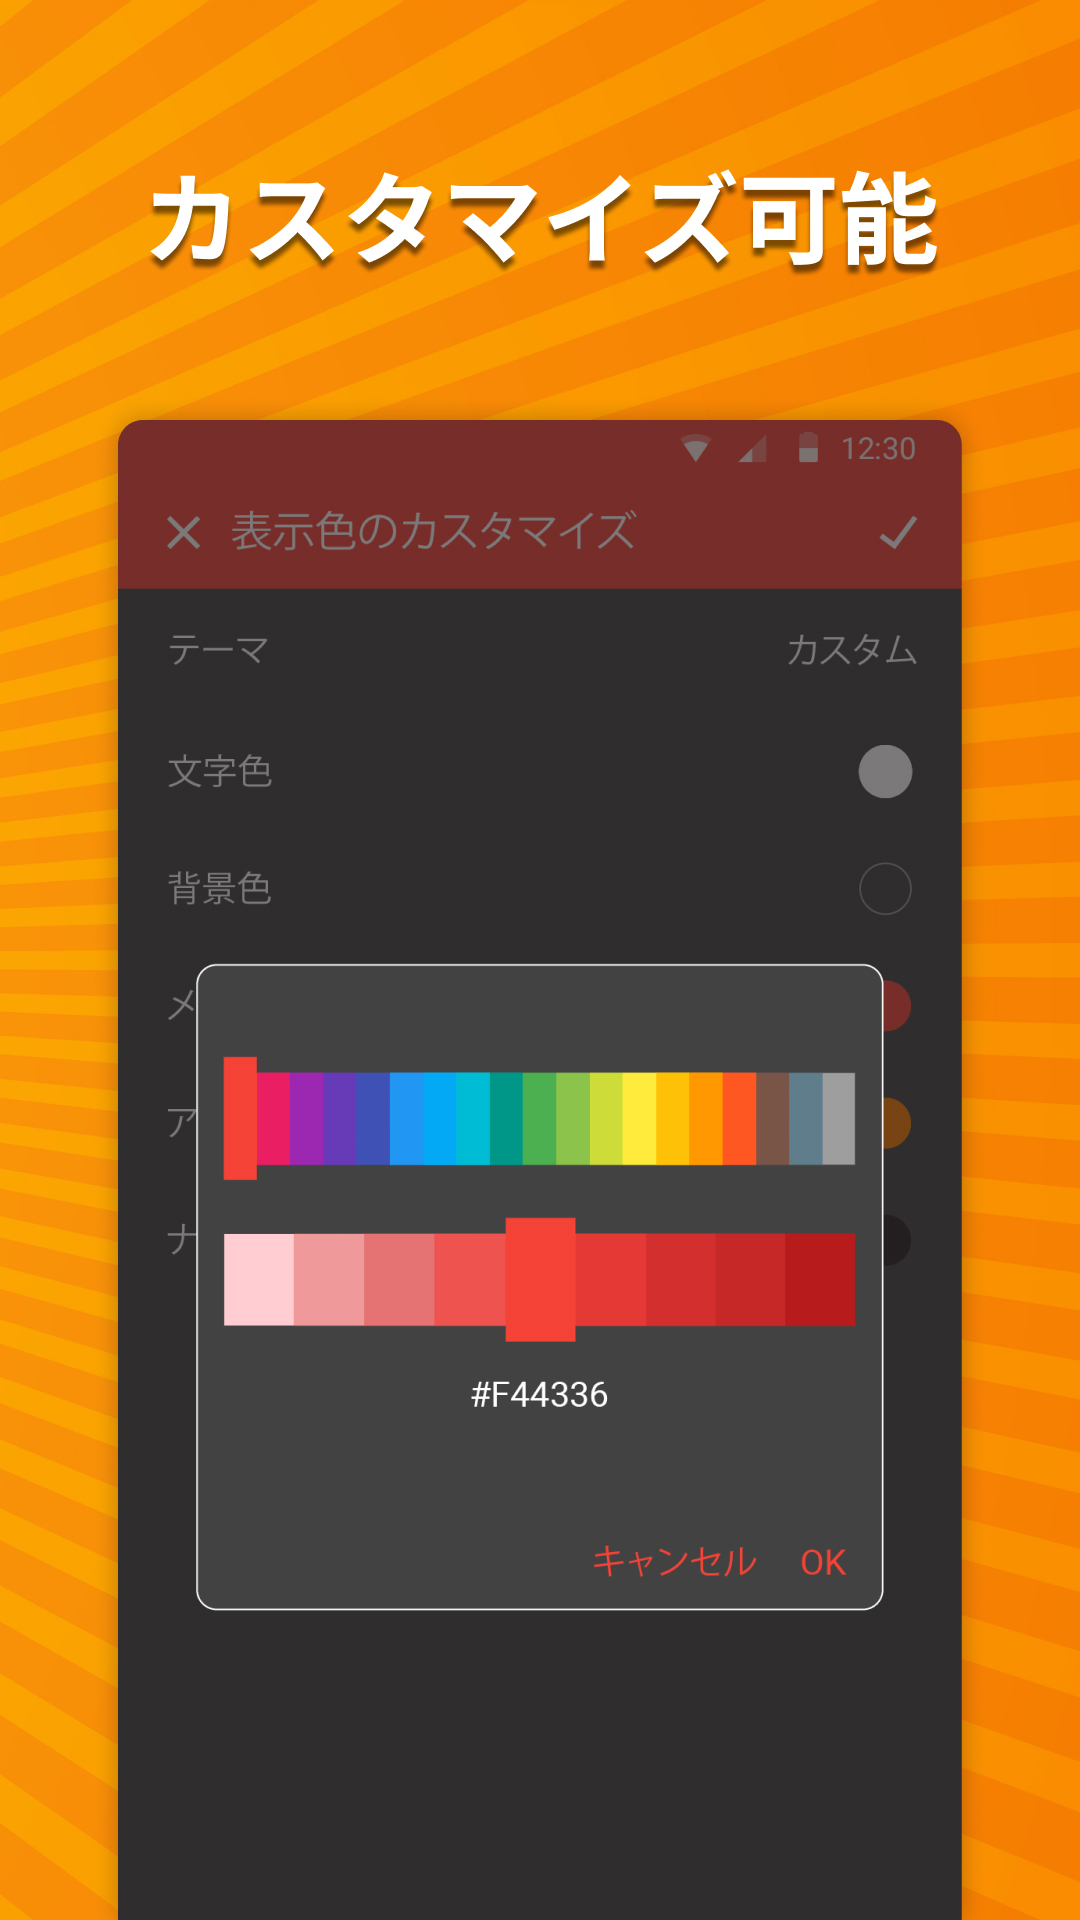 カスタマイズ可能
12:30
表示色のカスタマイズ
テーマ
カスタム
文字色
背景色
メ
ア
ナ
#F44336
キャンセル OK